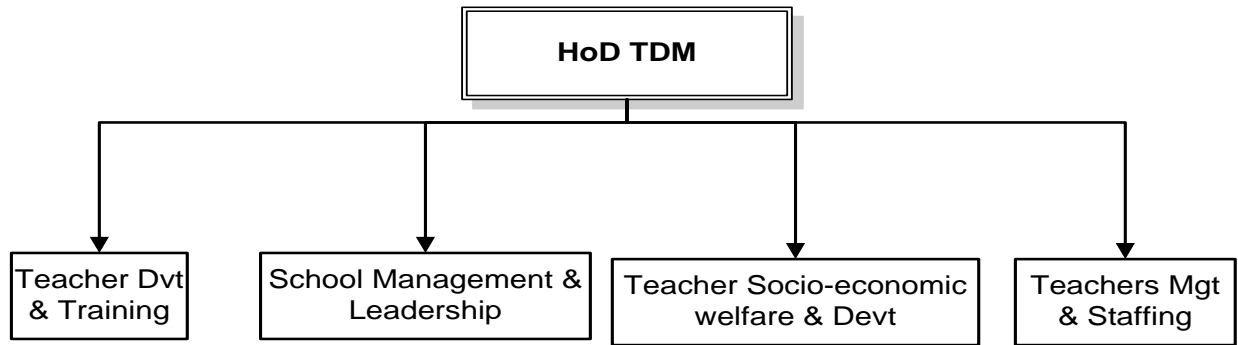 HoD TDM
Teacher Dvt
& Training
School Management &
Leadership
Teacher Socio-economic
welfare & Devt
Teachers Mgt
& Staffing